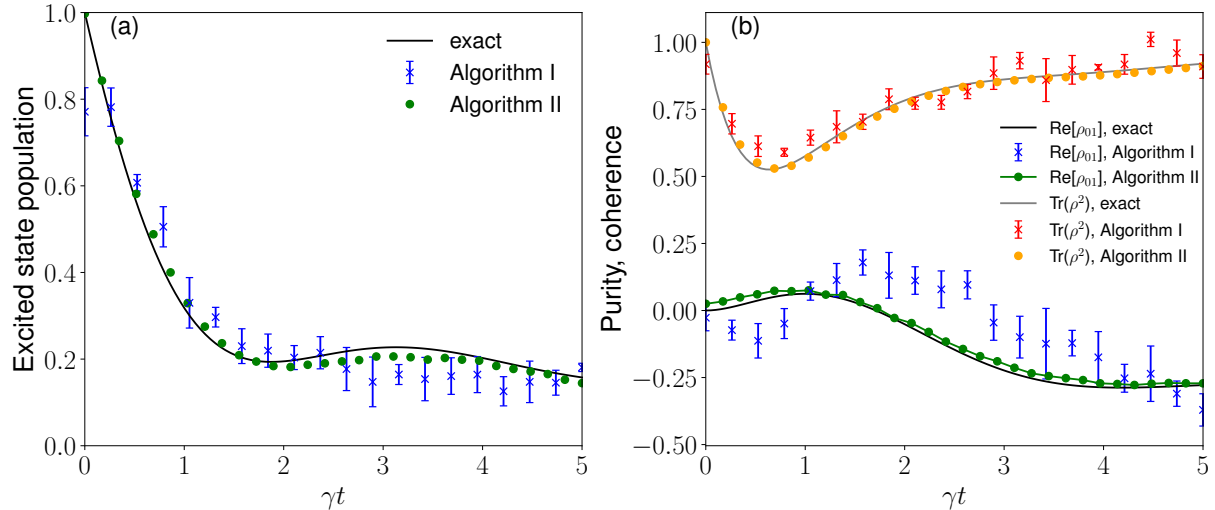 (a)
exact
Algorithm I
Algorithm II
Excited state population
1.0
0.8
0.6
0.4
0.2
0.0
0 1 2 3 4 5
γt
(b)
Re[ρ₀₁], exact
Re[ρ₀₁], Algorithm I
Re[ρ₀₁], Algorithm II
Tr(ρ²), exact
Tr(ρ²), Algorithm I
Tr(ρ²), Algorithm II
Purity, coherence
1.00
0.75
0.50
0.25
0.00
−0.25
−0.50
0 1 2 3 4 5
γt